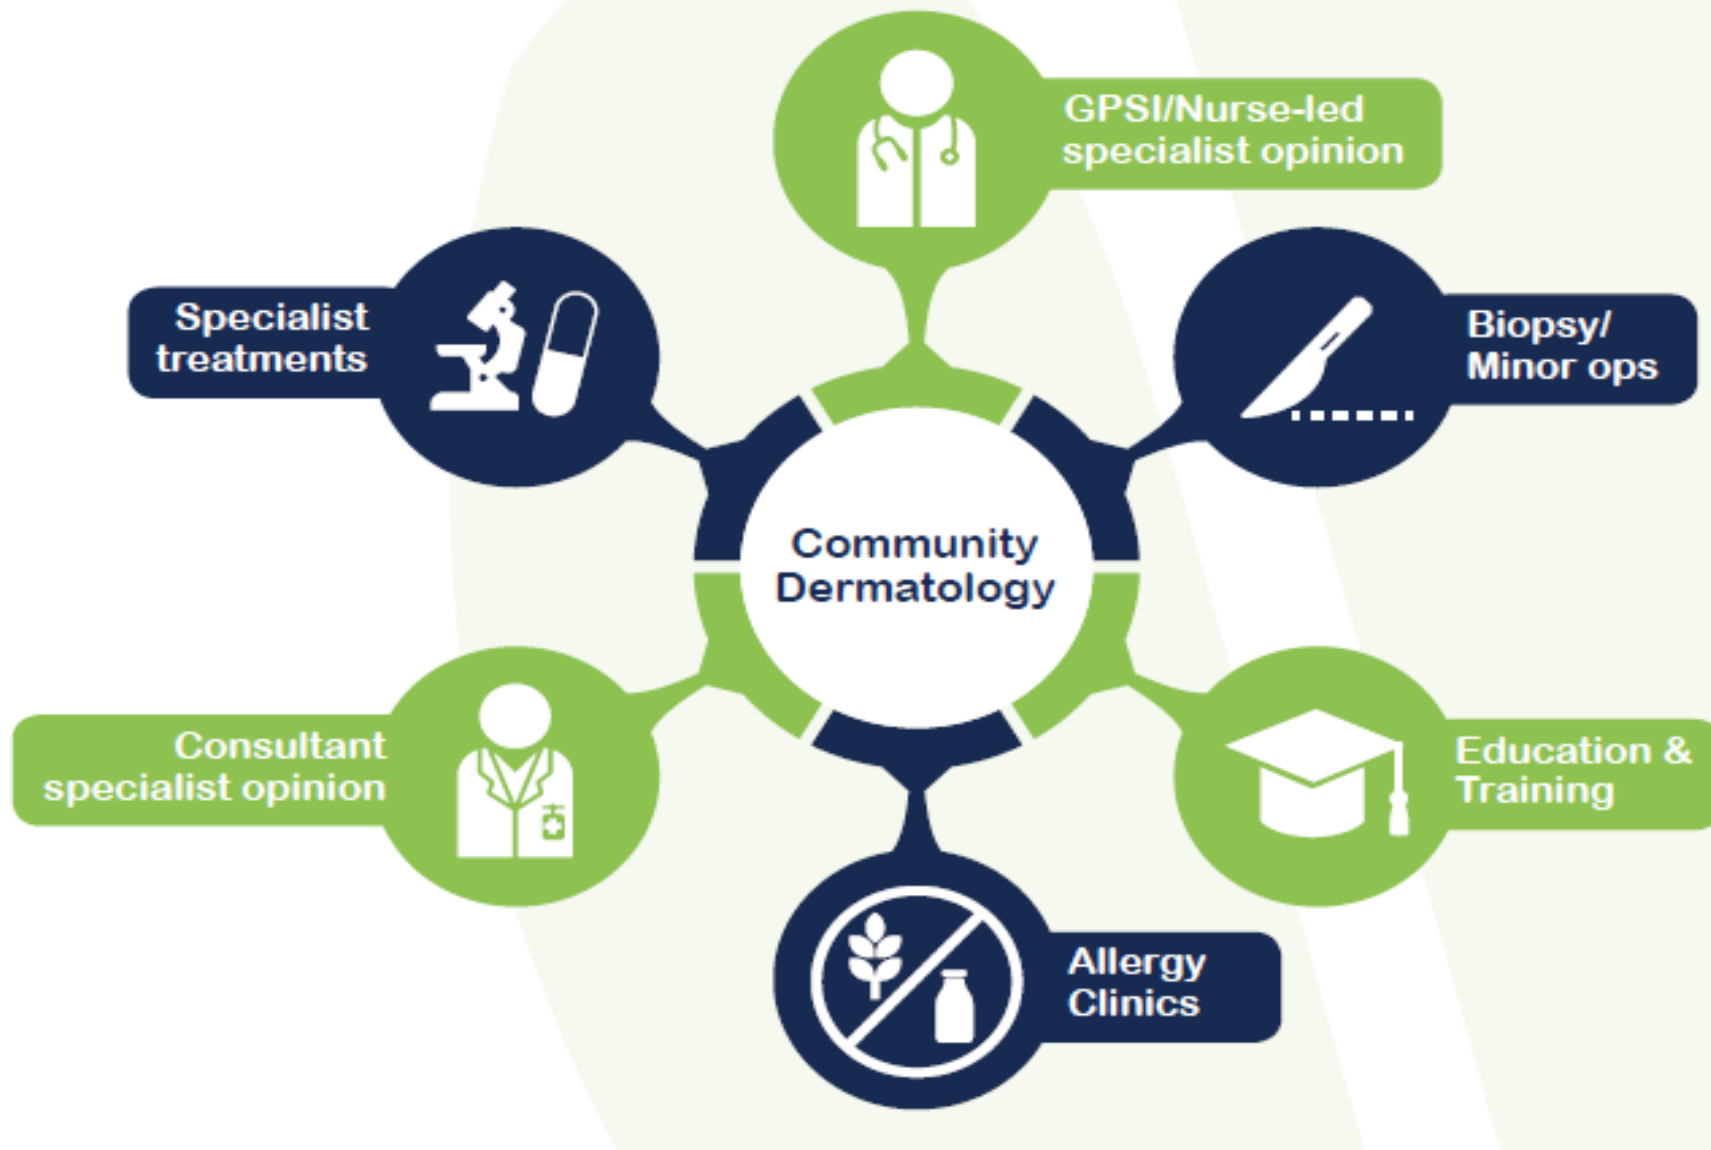 GPSI/Nurse-led
specialist opinion
Specialist
treatments
Biopsy/
Minor ops
Community
Dermatology
Consultant
specialist opinion
Education &
Training
Allergy
Clinics